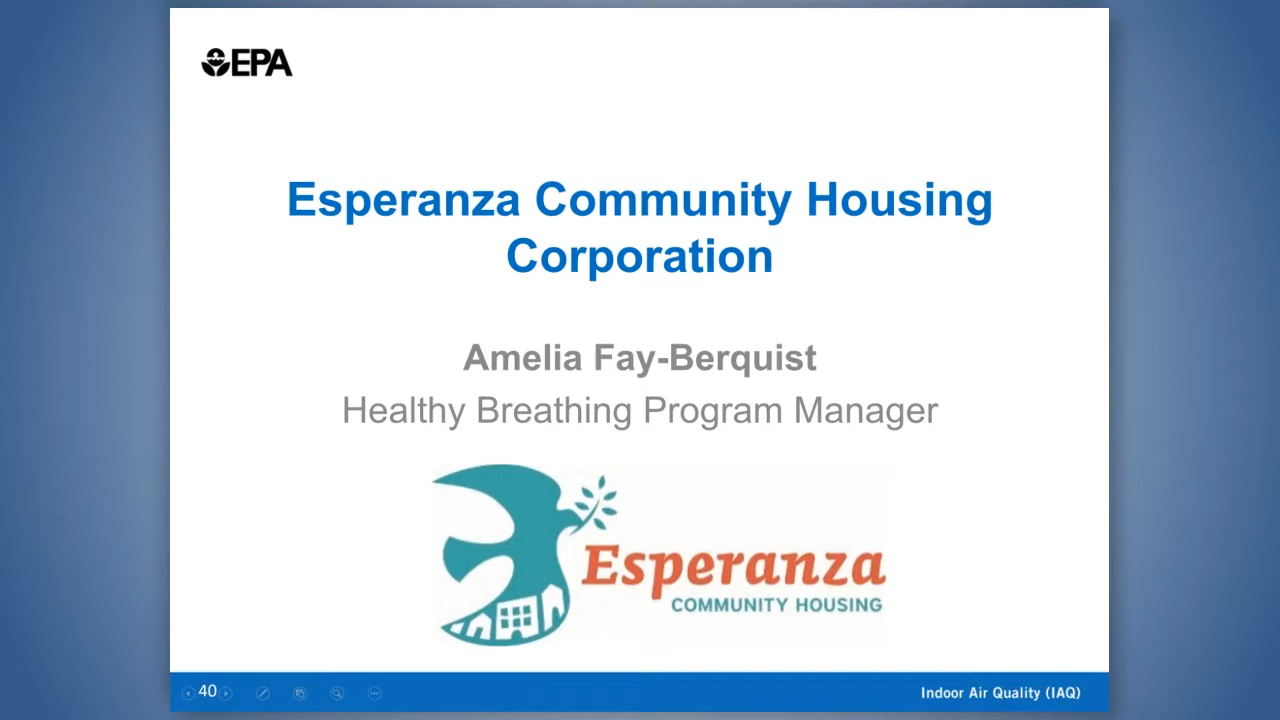 EPA
Esperanza Community Housing
Corporation
Amelia Fay-Berquist
Healthy Breathing Program Manager
Esperanza
COMMUNITY HOUSING
40
Indoor Air Quality (IAQ)